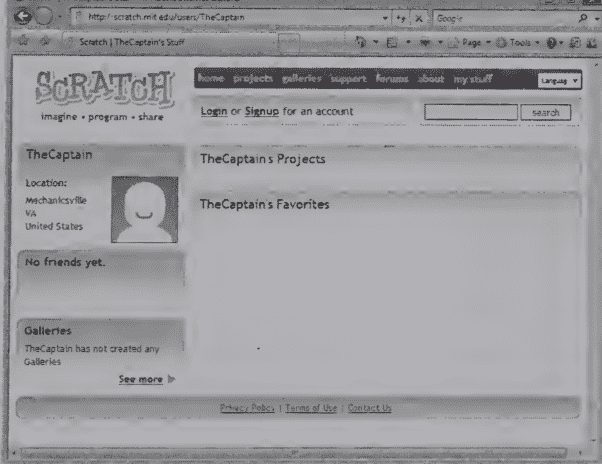 http://scratch.mit.edu/users/TheCaptain
Google
Scratch | TheCaptain's Stuff
Page
Tools
SCRATCH
imagine • program • share
home projects galleries support forums about my stuff
Language
Login or Signup for an account
search
TheCaptain
Location:
Mechanicsville
VA
United States
TheCaptain's Projects
TheCaptain's Favorites
No friends yet.
Galleries
TheCaptain has not created any
Galleries
See more
Privacy Policy | Terms of Use | Contact Us